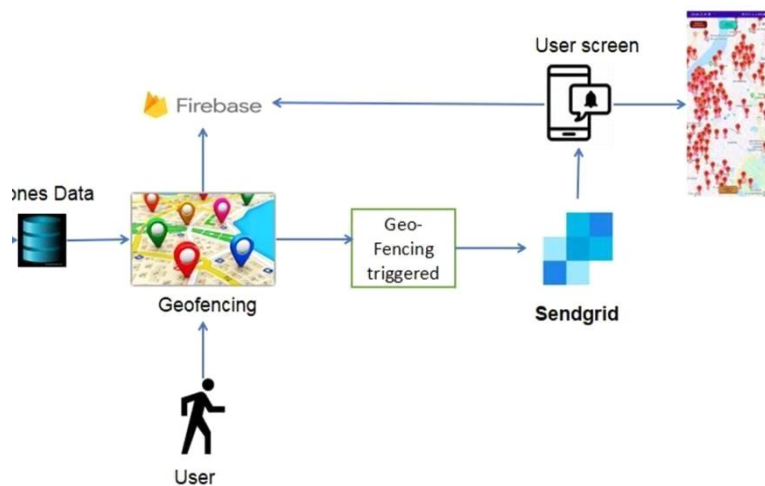 User screen
Firebase
ones Data
Geo-
Fencing
triggered
Geofencing
Sendgrid
User